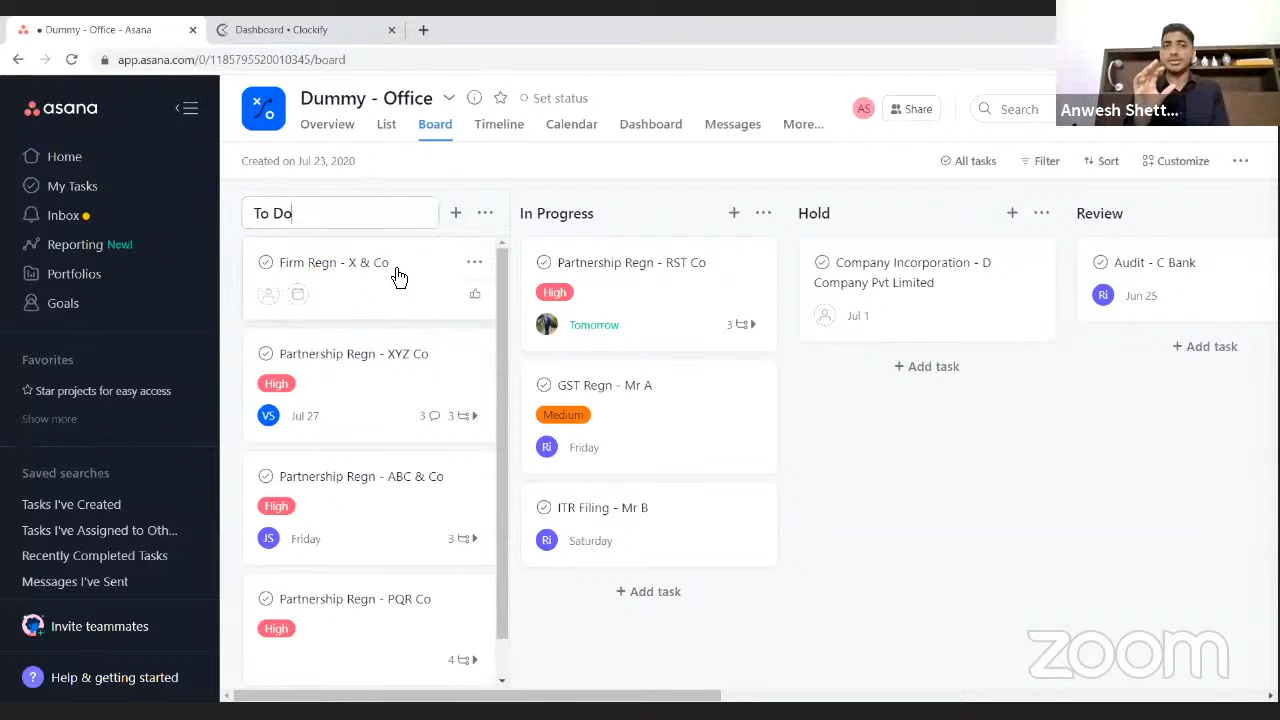 Dummy - Office - Asana
Dashboard • Clockify
app.asana.com/0/1185795520010345/board
Anwesh Shett...
asana
Dummy - Office
Set status
AS
Share
Search
Overview
List
Board
Timeline
Calendar
Dashboard
Messages
More...
Created on Jul 23, 2020
All tasks
Filter
Sort
Customize
Home
My Tasks
Inbox
Reporting New!
Portfolios
Goals
Favorites
Star projects for easy access
Show more
Saved searches
Tasks I've Created
Tasks I've Assigned to Oth...
Recently Completed Tasks
Messages I've Sent
Invite teammates
? Help & getting started
To Do
Firm Regn - X & Co
Partnership Regn - XYZ Co
High
VS Jul 27 3 3
Partnership Regn - ABC & Co
High
JS Friday 3
Partnership Regn - PQR Co
High
4
In Progress
Partnership Regn - RST Co
High
Tomorrow 3
GST Regn - Mr A
Medium
Ri Friday
ITR Filing - Mr B
Ri Saturday
+ Add task
Hold
Company Incorporation - D
Company Pvt Limited
Jul 1
+ Add task
Review
Audit - C Bank
Ri Jun 25
+ Add task
zoom